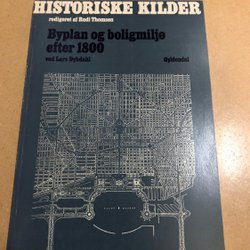 HISTORISKE KILDER
redigeret af Rudi Thomsen
Byplan og boligmiljø
efter 1800
ved Lars Dybdahl Gyldendal